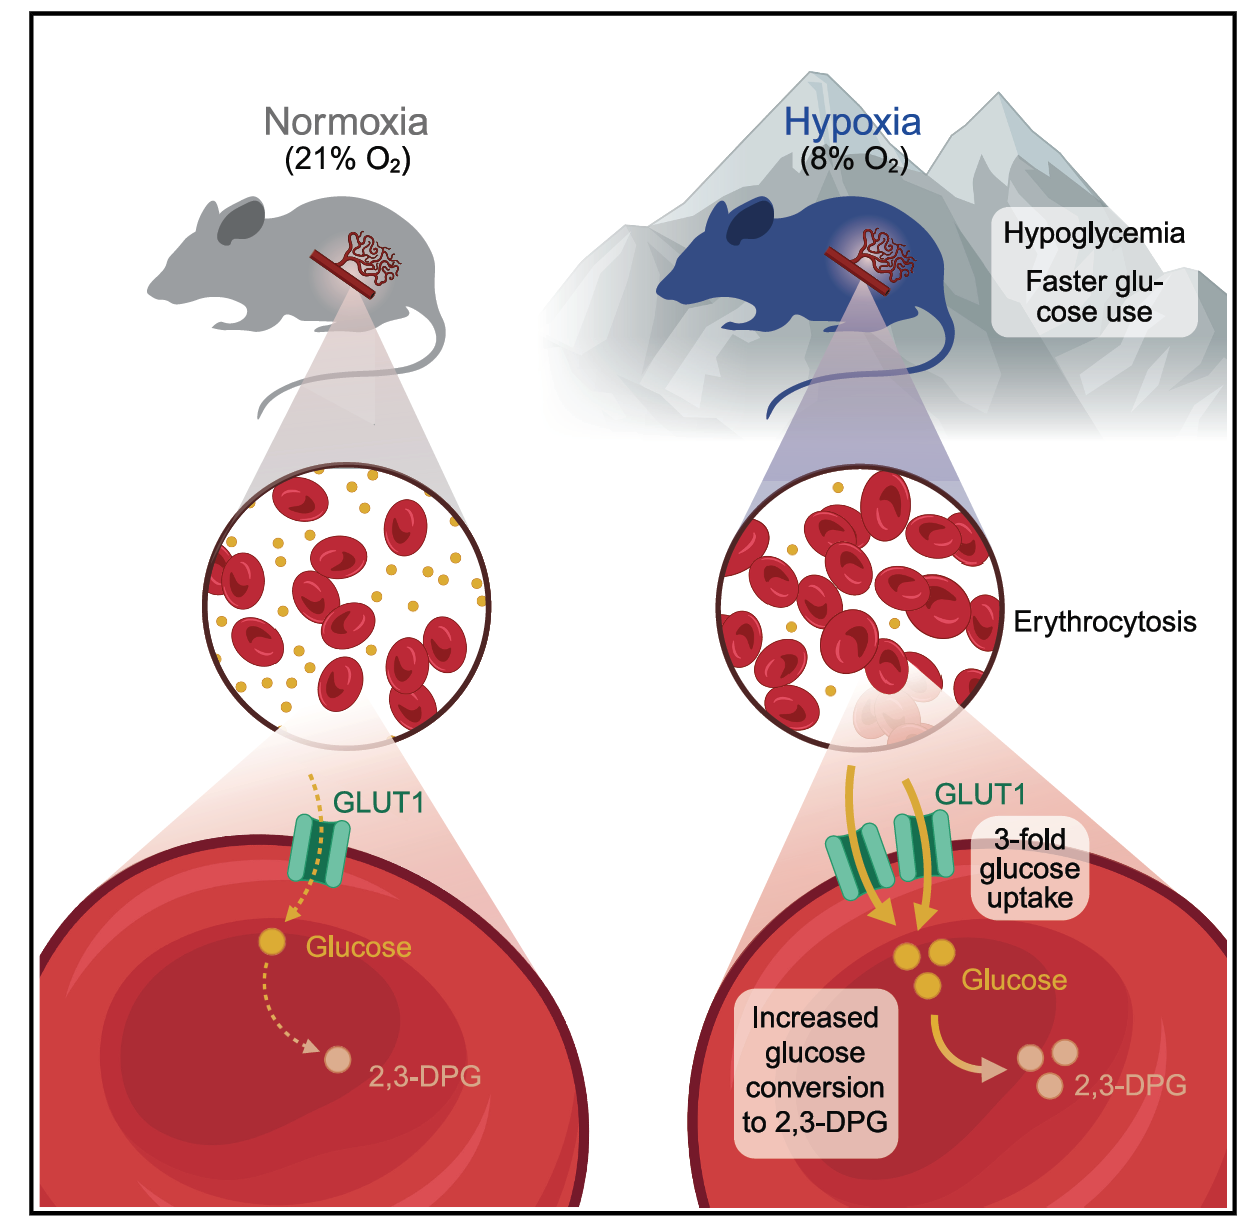 Normoxia
(21% O₂)
Hypoxia
(8% O₂)
Hypoglycemia
Faster glu-
cose use
Erythrocytosis
GLUT1
Glucose
2,3-DPG
GLUT1
3-fold
glucose
uptake
Glucose
Increased
glucose
conversion
to 2,3-DPG
2,3-DPG